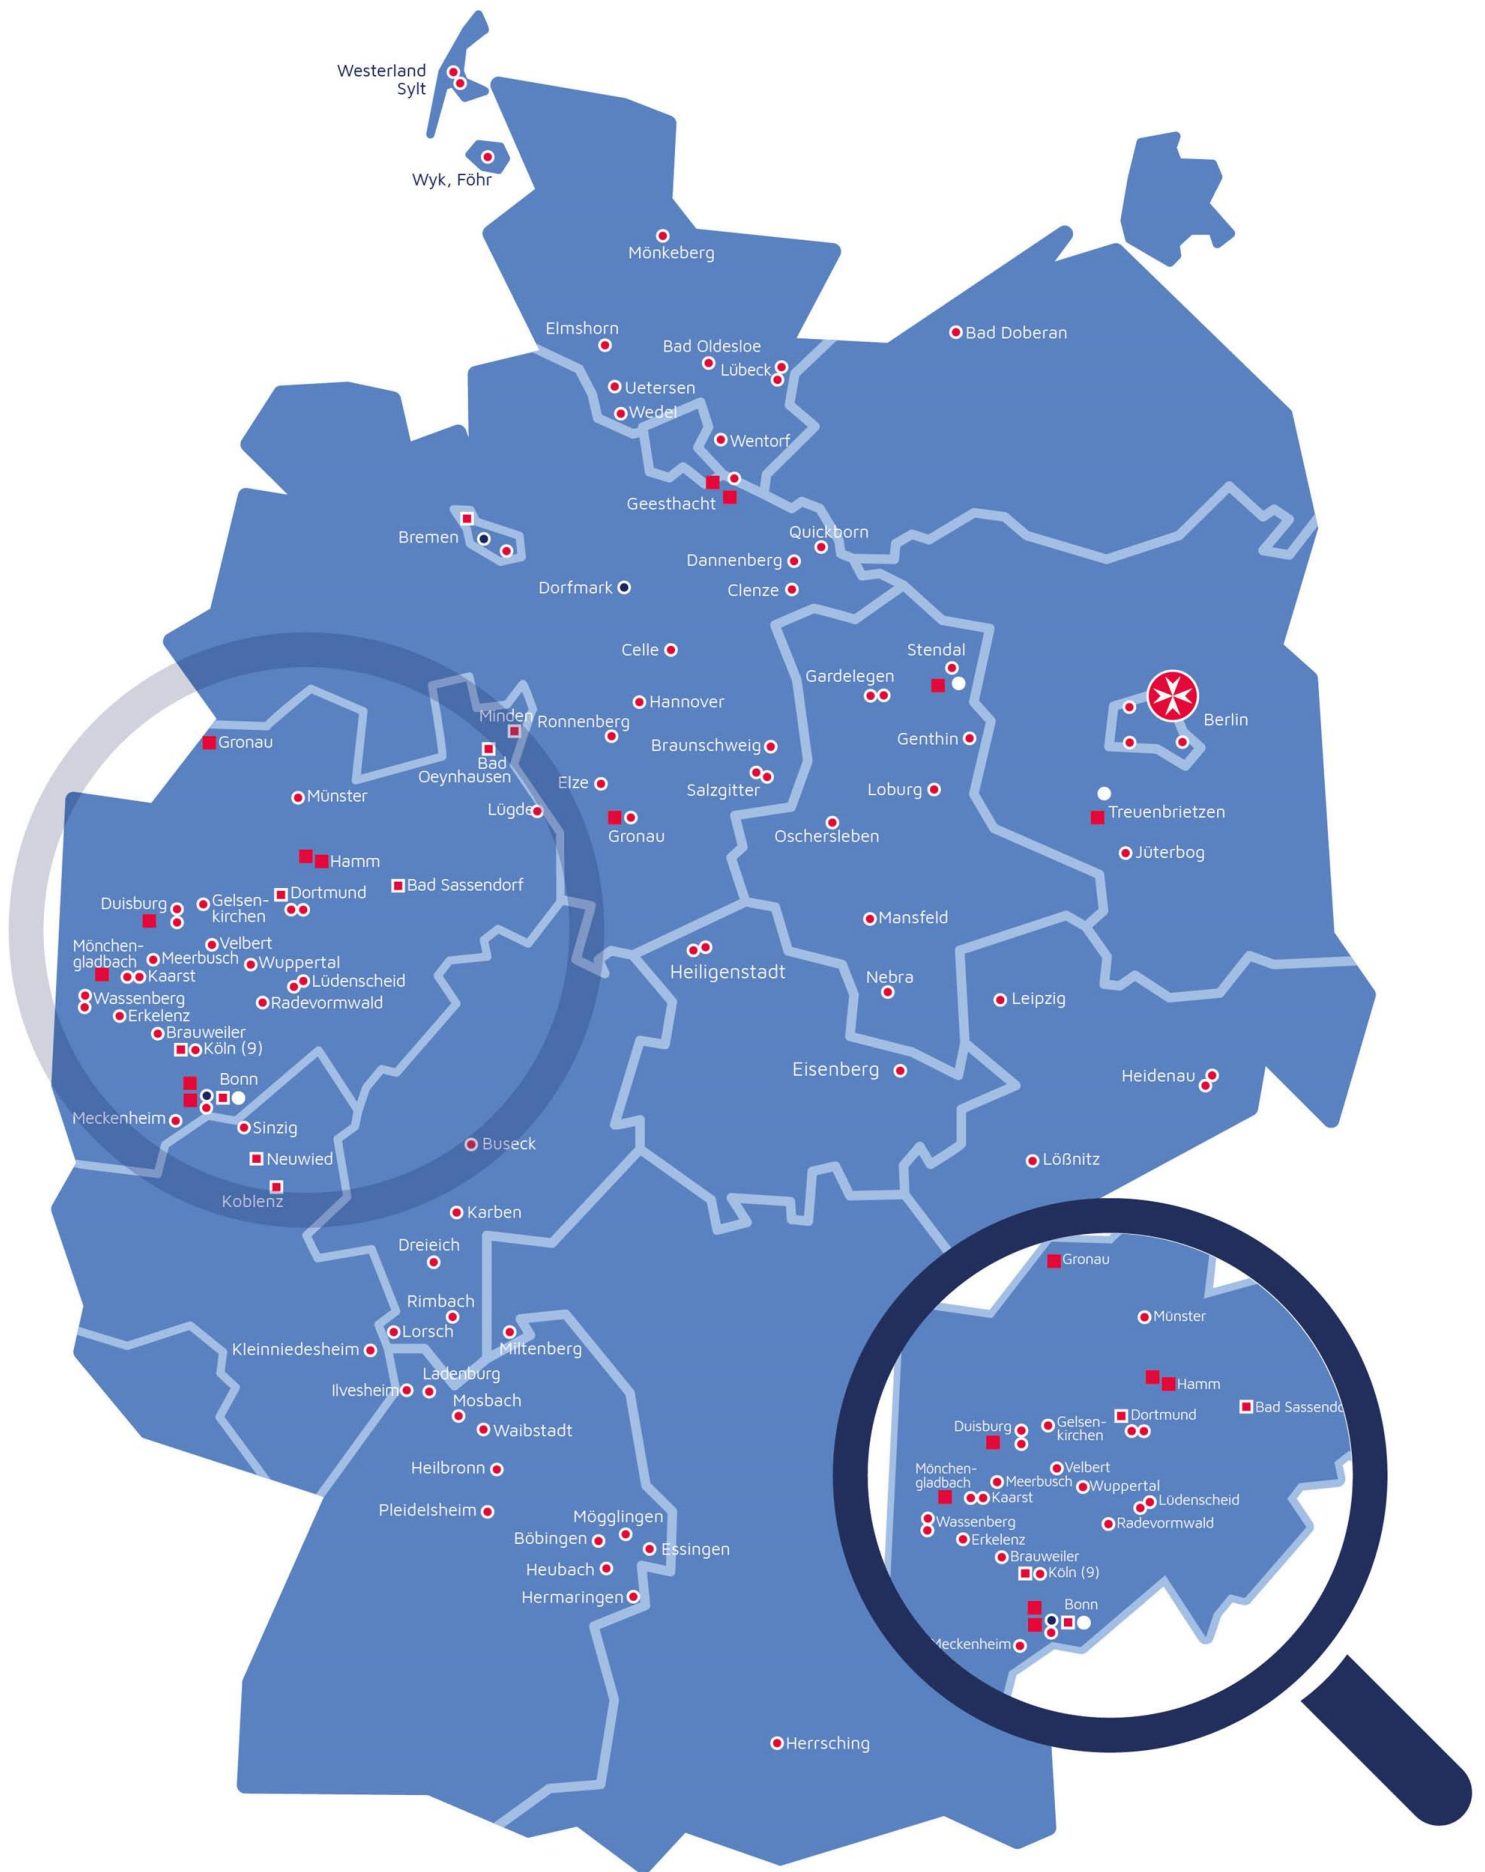 Westerland
Sylt
Wyk, Föhr
Mönkeberg
Elmshorn
Bad Oldesloe
Lübeck
Bad Doberan
Uetersen
Wedel
Wentorf
Geesthacht
Bremen
Quickborn
Dannenberg
Dorfmark
Clenze
Celle
Stendal
Gardelegen
Hannover
Minden
Ronnenberg
Berlin
Gronau
Braunschweig
Genthin
Bad
Oeynhausen
Elze
Salzgitter
Loburg
Münster
Lügde
Treuenbrietzen
Gronau
Oschersleben
Jüterbog
Hamm
Bad Sassendorf
Dortmund
Duisburg
Gelsen-
kirchen
Mansfeld
Velbert
Mönchen-
gladbach
Meerbusch
Wuppertal
Heiligenstadt
Kaarst
Lüdenscheid
Nebra
Wassenberg
Radevormwald
Leipzig
Erkelenz
Brauweiler
Köln (9)
Eisenberg
Heidenau
Bonn
Meckenheim
Sinzig
Buseck
Neuwied
Lößnitz
Koblenz
Karben
Dreieich
Rimbach
Lorsch
Kleinniedesheim
Miltenberg
Ladenburg
Ilvesheim
Mosbach
Waibstadt
Heilbronn
Pleidelsheim
Mögglingen
Böbingen
Essingen
Heubach
Hermaringen
Herrsching
Gronau
Münster
Hamm
Bad Sassendo
Dortmund
Duisburg
Gelsen-
kirchen
Velbert
Mönchen-
gladbach
Meerbusch
Wuppertal
Kaarst
Lüdenscheid
Wassenberg
Radevormwald
Erkelenz
Brauweiler
Köln (9)
Bonn
Meckenheim